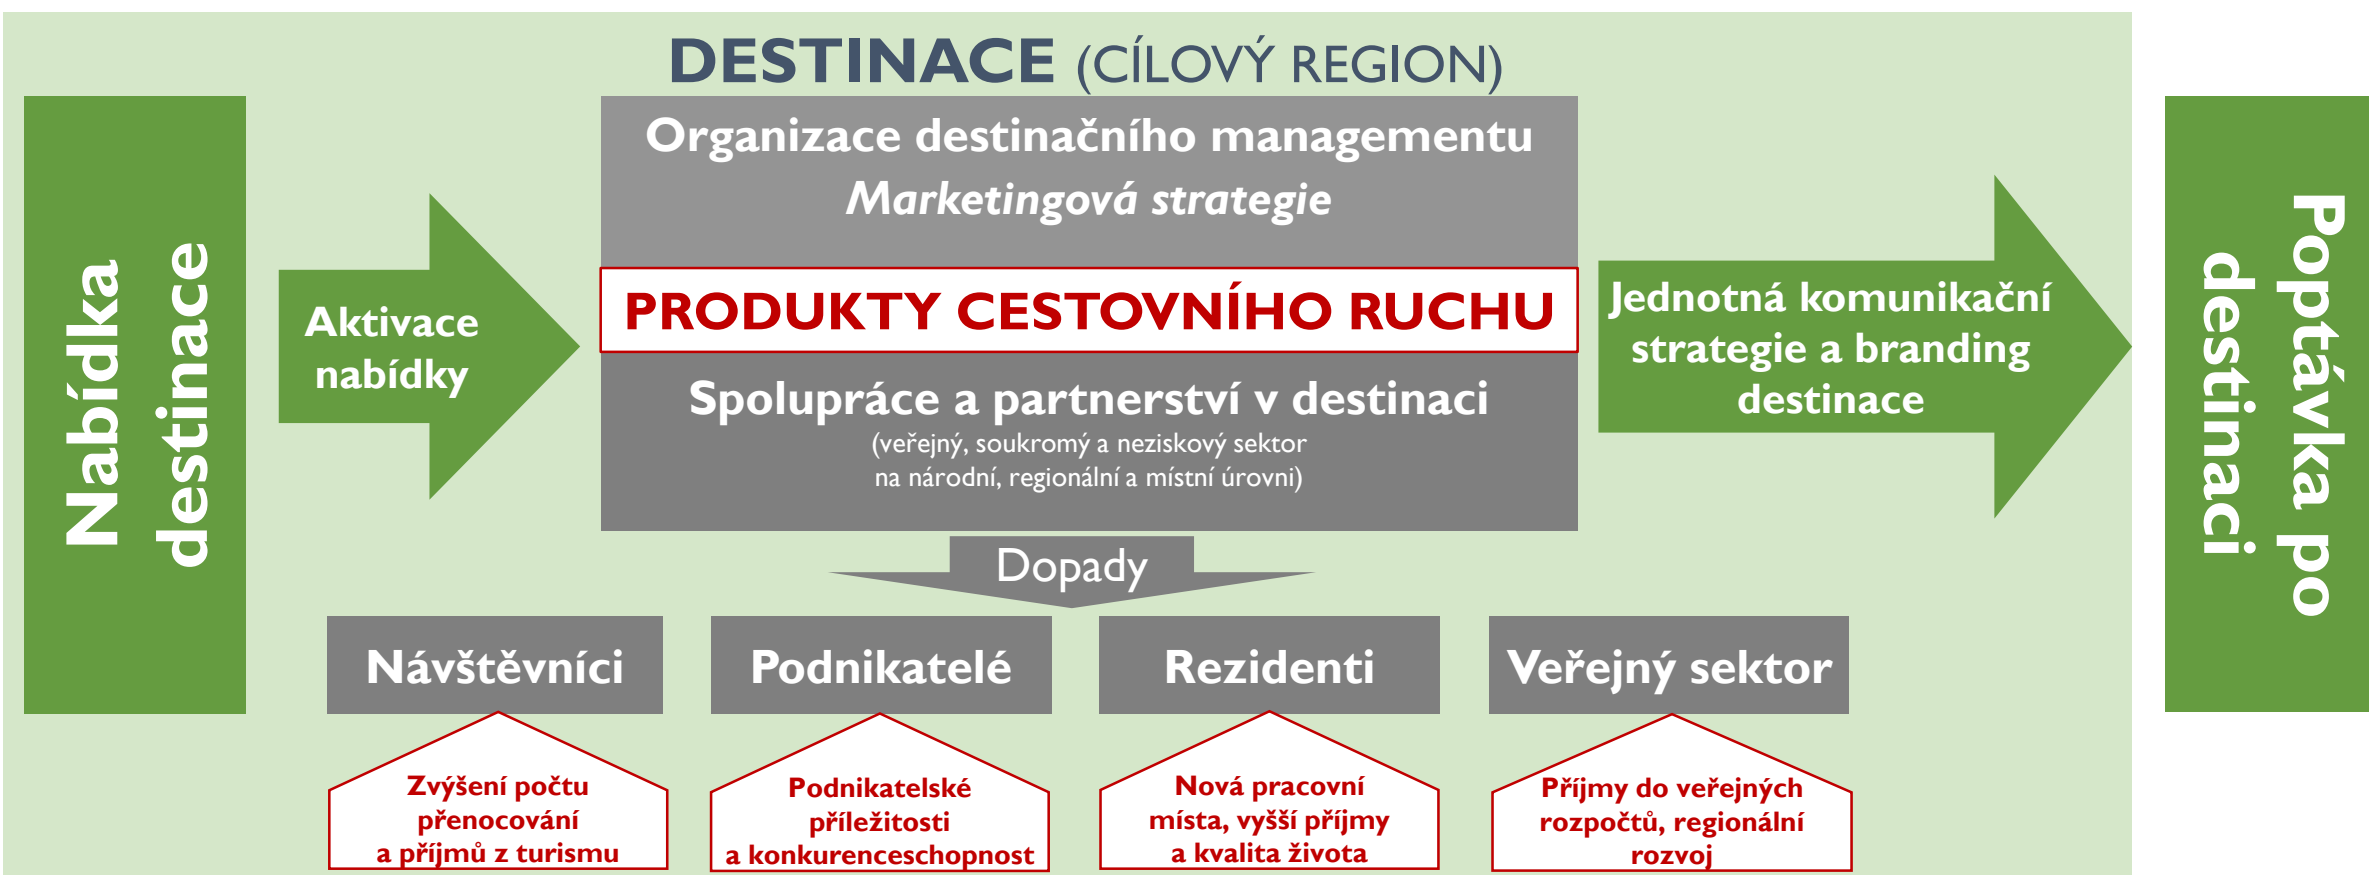 DESTINACE (CÍLOVÝ REGION)
Nabídka
destinace
Aktivace
nabídky
Organizace destinačního managementu
Marketingová strategie
PRODUKTY CESTOVNÍHO RUCHU
Spolupráce a partnerství v destinaci
(veřejný, soukromý a neziskový sektor
na národní, regionální a místní úrovni)
Jednotná komunikační
strategie a branding
destinace
Poptávka po
destinaci
Dopady
Návštěvníci
Podnikatelé
Rezidenti
Veřejný sektor
Zvýšení počtu
přenocování
a příjmů z turismu
Podnikatelské
příležitosti
a konkurenceschopnost
Nová pracovní
místa, vyšší příjmy
a kvalita života
Příjmy do veřejných
rozpočtů, regionální
rozvoj